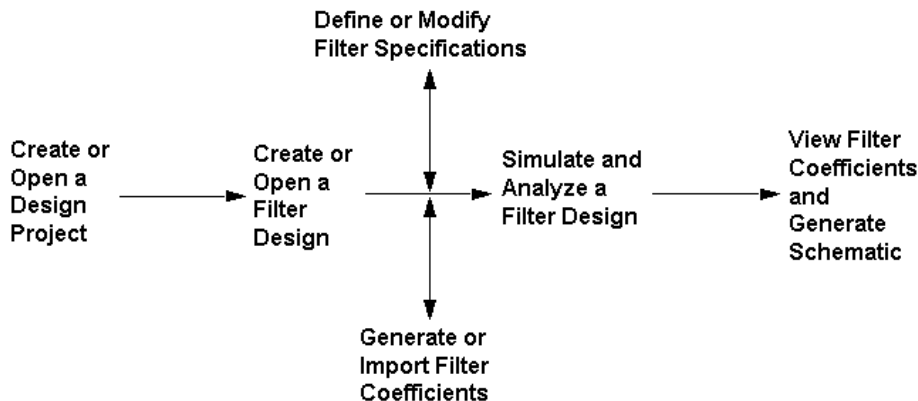 Define or Modify
Filter Specifications
Create or
Open a
Design
Project
Create or
Open a
Filter
Design
Simulate and
Analyze a
Filter Design
View Filter
Coefficients
and
Generate
Schematic
Generate or
Import Filter
Coefficients